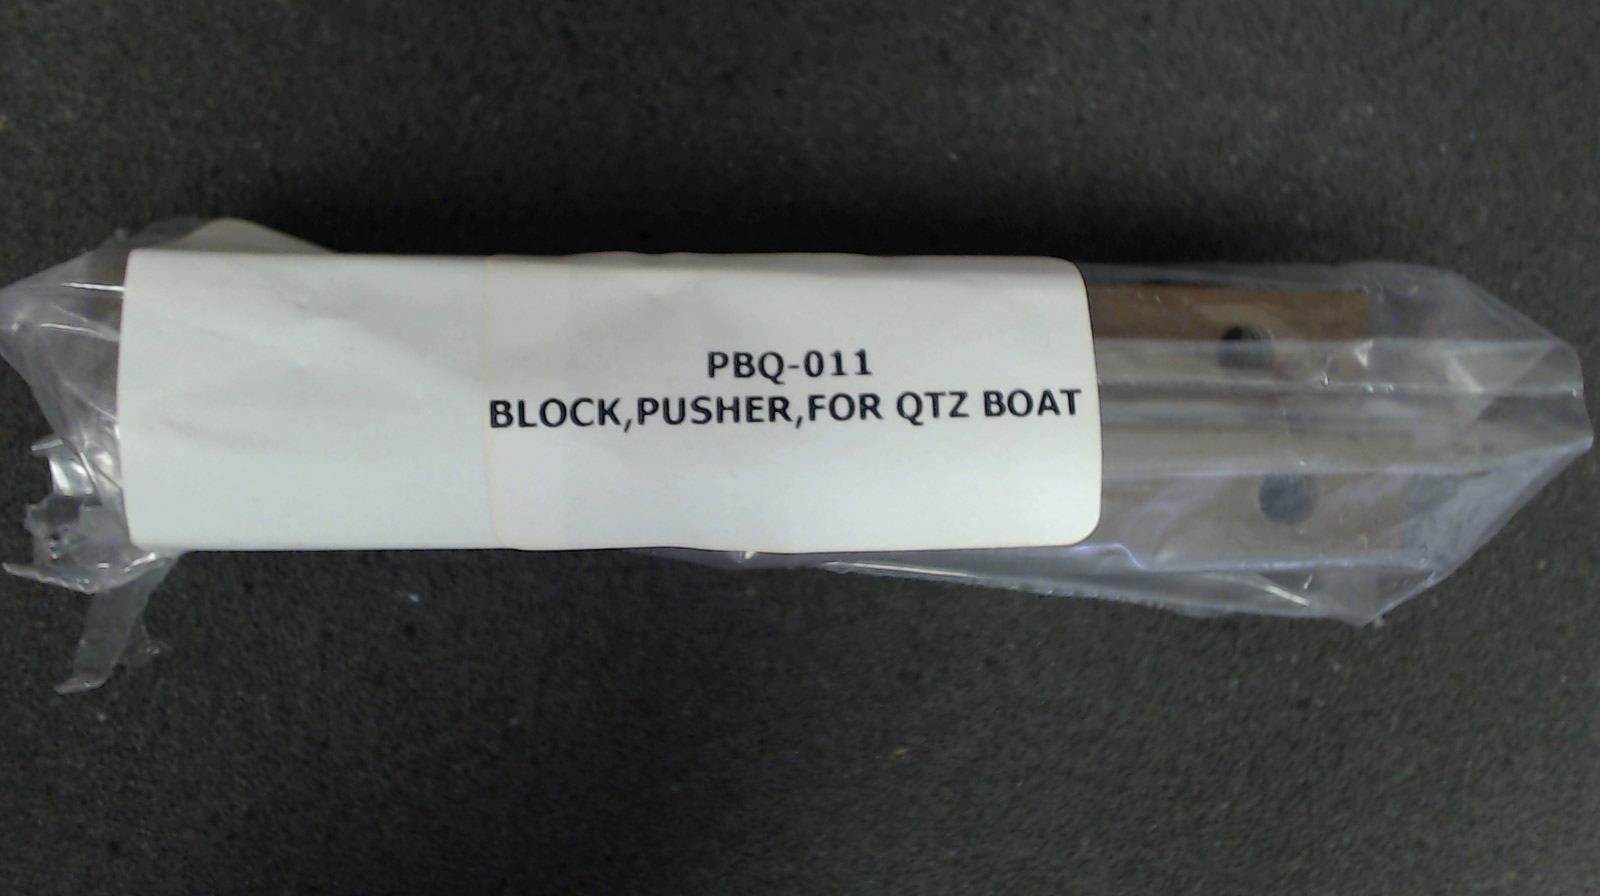 PBQ-011
BLOCK,PUSHER,FOR QTZ BOAT